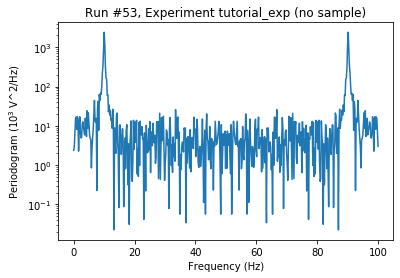 Run #53, Experiment tutorial_exp (no sample)
Periodogram (10³ V^2/Hz)
10³
10²
10¹
10⁰
10⁻¹
0 20 40 60 80 100
Frequency (Hz)